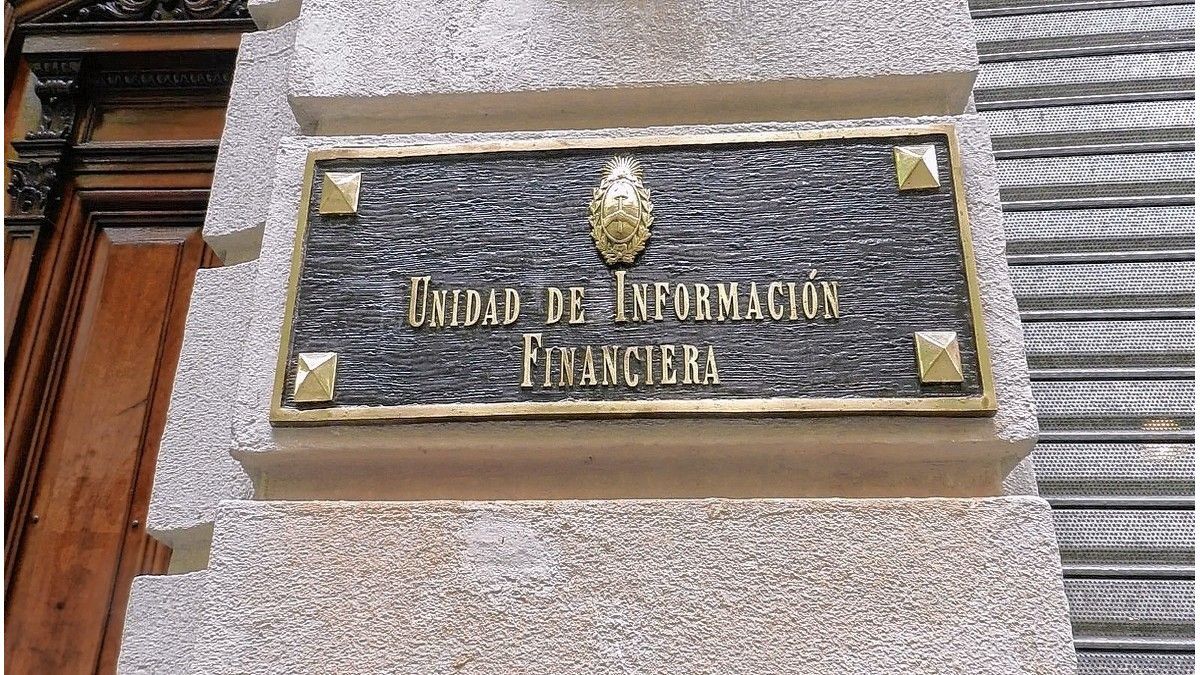 UNIDAD DE INFORMACIÓN
FINANCIERA